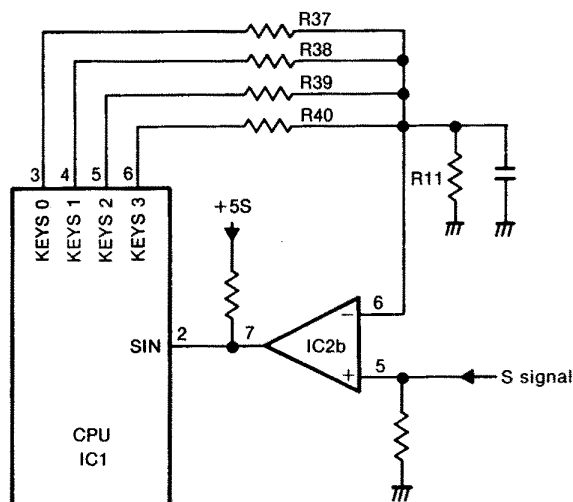 R37
R38
R39
R40
3 4 5 6
KEYS 0
KEYS 1
KEYS 2
KEYS 3
R11
+5S
SIN
2
7
IC2b
−
6
+
5
S signal
CPU
IC1